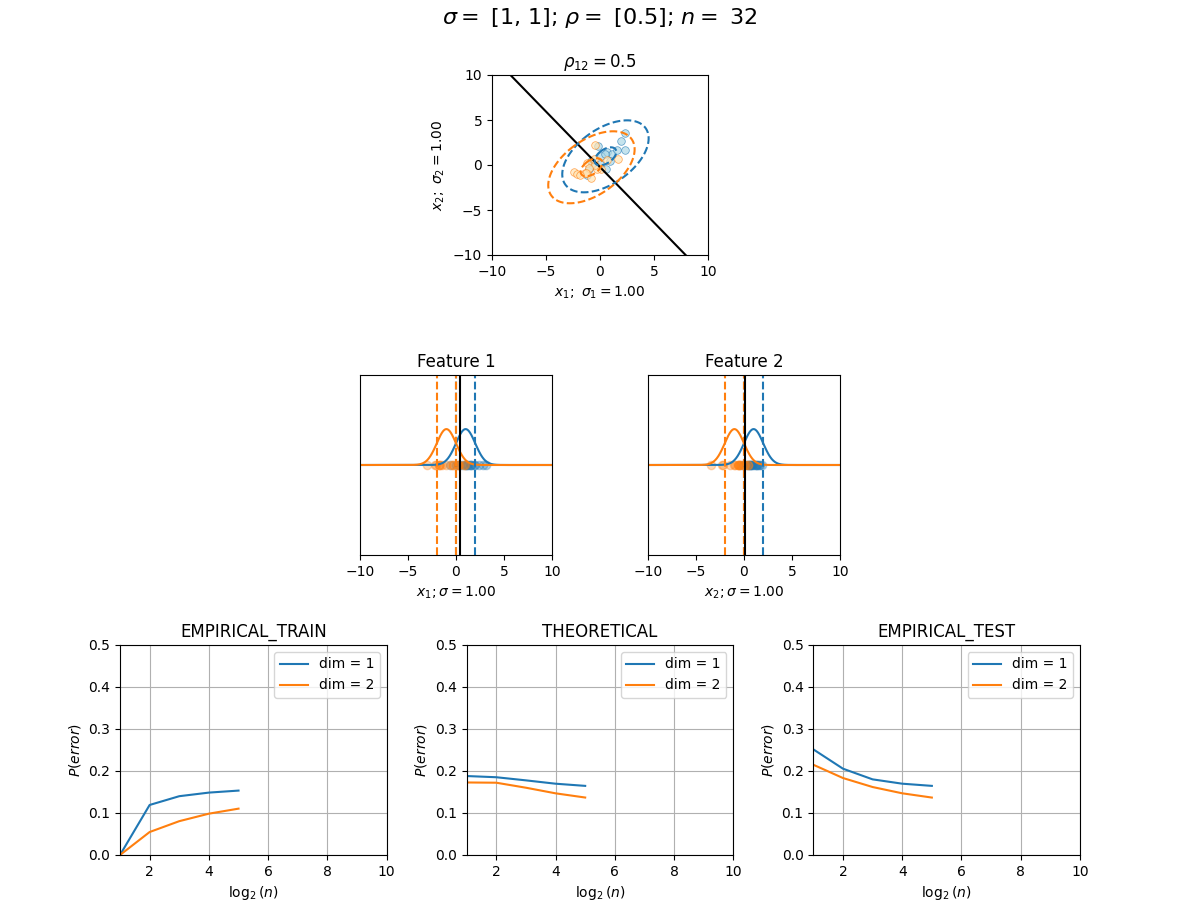 σ = [1, 1]; ρ = [0.5]; n = 32
ρ₁₂ = 0.5
10
5
0
−5
−10
x₂; σ₂ = 1.00
−10 −5 0 5 10
x₁; σ₁ = 1.00
Feature 1
−10 −5 0 5 10
x₁; σ = 1.00
Feature 2
−10 −5 0 5 10
x₂; σ = 1.00
EMPIRICAL_TRAIN
dim = 1
dim = 2
0.5
0.4
0.3
0.2
0.1
0.0
P(error)
2 4 6 8 10
log₂(n)
THEORETICAL
dim = 1
dim = 2
0.5
0.4
0.3
0.2
0.1
0.0
P(error)
2 4 6 8 10
log₂(n)
EMPIRICAL_TEST
dim = 1
dim = 2
0.5
0.4
0.3
0.2
0.1
0.0
P(error)
2 4 6 8 10
log₂(n)